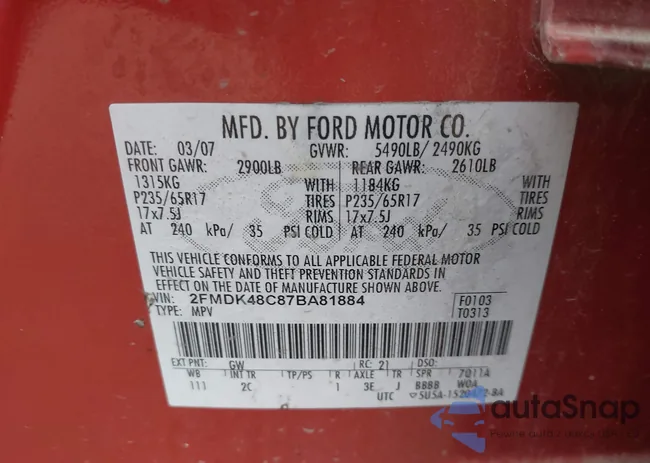 MFD. BY FORD MOTOR CO.
DATE: 03/07 GVWR: 5490LB/ 2490KG
FRONT GAWR: 2900LB REAR GAWR: 2610LB
1315KG WITH 1184KG WITH
P235/65R17 TIRES P235/65R17 TIRES
17x7.5J RIMS 17x7.5J RIMS
AT 240 kPa/ 35 PSI COLD AT 240 kPa/ 35 PSI COLD
THIS VEHICLE CONFORMS TO ALL APPLICABLE FEDERAL MOTOR
VEHICLE SAFETY AND THEFT PREVENTION STANDARDS IN
EFFECT ON THE DATE OF MANUFACTURE SHOWN ABOVE.
VIN: 2FMDK48C87BA81884 F0103
TYPE: MPV T0313
EXT PNT: GW RC: 21 DSO:
WB INT TR TP/PS R AXLE TR SPR 7011A
111 2C 1 3E J BBBB WOA
UTC
autoSnap